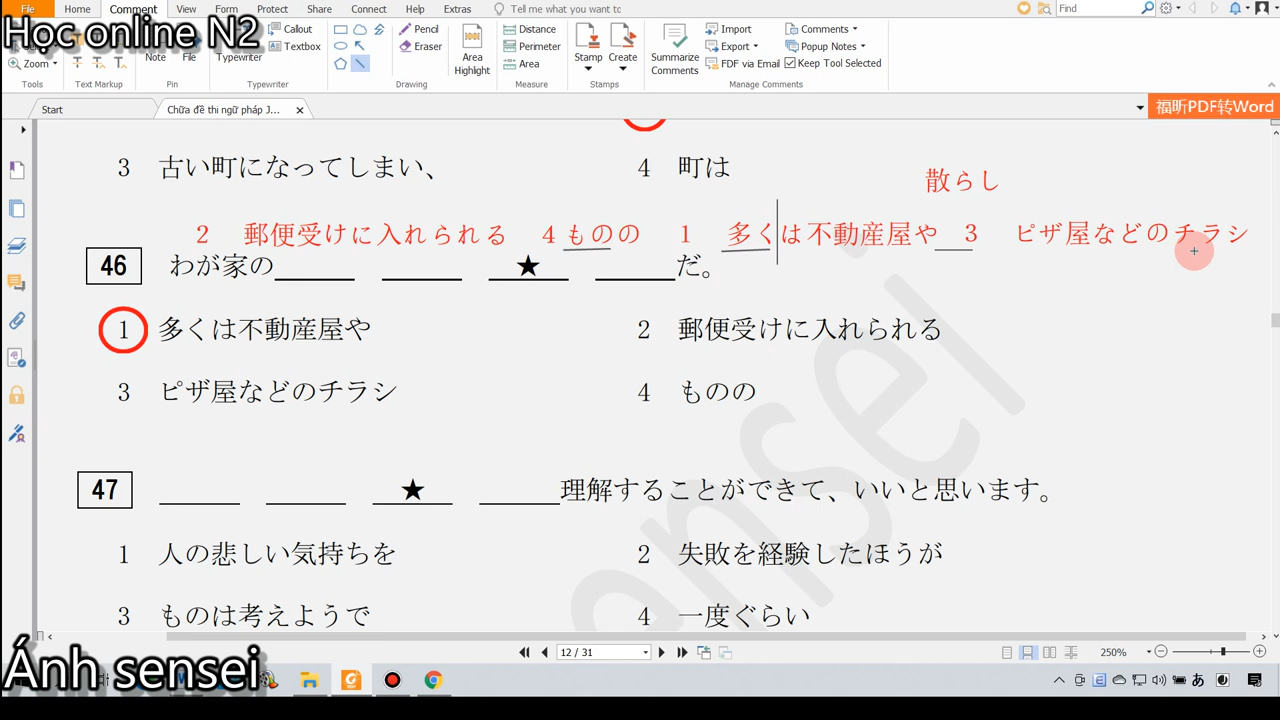 File Home Comment View Form Protect Share Connect Help Extras Tell me what you want to Find
Học online N2
Callout Pencil Distance Import Comments
Textbox Eraser Perimeter Export Popup Notes
Zoom Typewriter Note File Area Highlight Area Stamp Create Summarize Comments FDF via Email Keep Tool Selected
Tools Text Markup Typewriter Drawing Measure Stamps Manage Comments
Start Chữa đề thi ngữ pháp J... 福昕PDF转Word
3 古い町になってしまい、 4 町は
散らし
2 郵便受けに入れられる 4 ものの 1 多くは不動産屋や 3 ピザ屋などのチラシ
46 わが家の ★ だ。
1 多くは不動産屋や 2 郵便受けに入れられる
3 ピザ屋などのチラシ 4 ものの
47 ★ 理解することができて、いいと思います。
1 人の悲しい気持ちを 2 失敗を経験したほうが
3 ものは考えようで 4 一度ぐらい
ansei
12 / 31 250%
Ánh sensei
あ